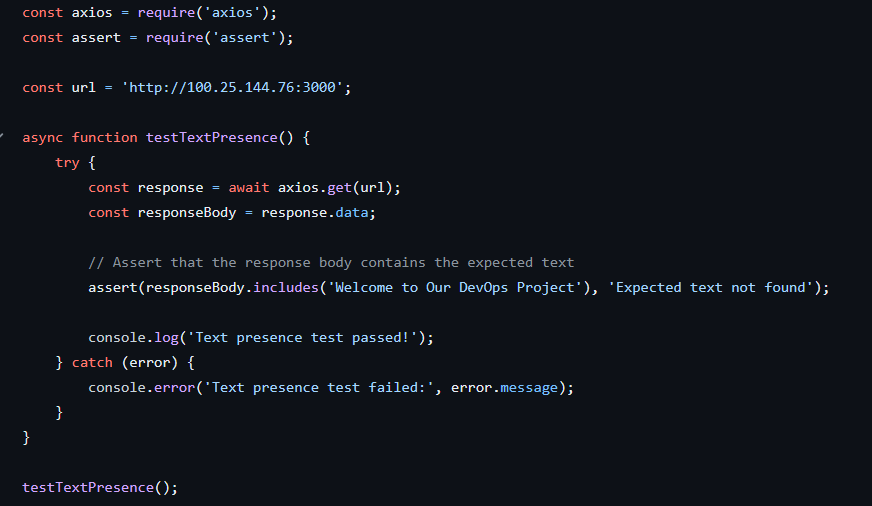 const axios = require('axios');
const assert = require('assert');
const url = 'http://100.25.144.76:3000';
async function testTextPresence() {
try {
const response = await axios.get(url);
const responseBody = response.data;
// Assert that the response body contains the expected text
assert(responseBody.includes('Welcome to Our DevOps Project'), 'Expected text not found');
console.log('Text presence test passed!');
} catch (error) {
console.error('Text presence test failed:', error.message);
}
}
testTextPresence();